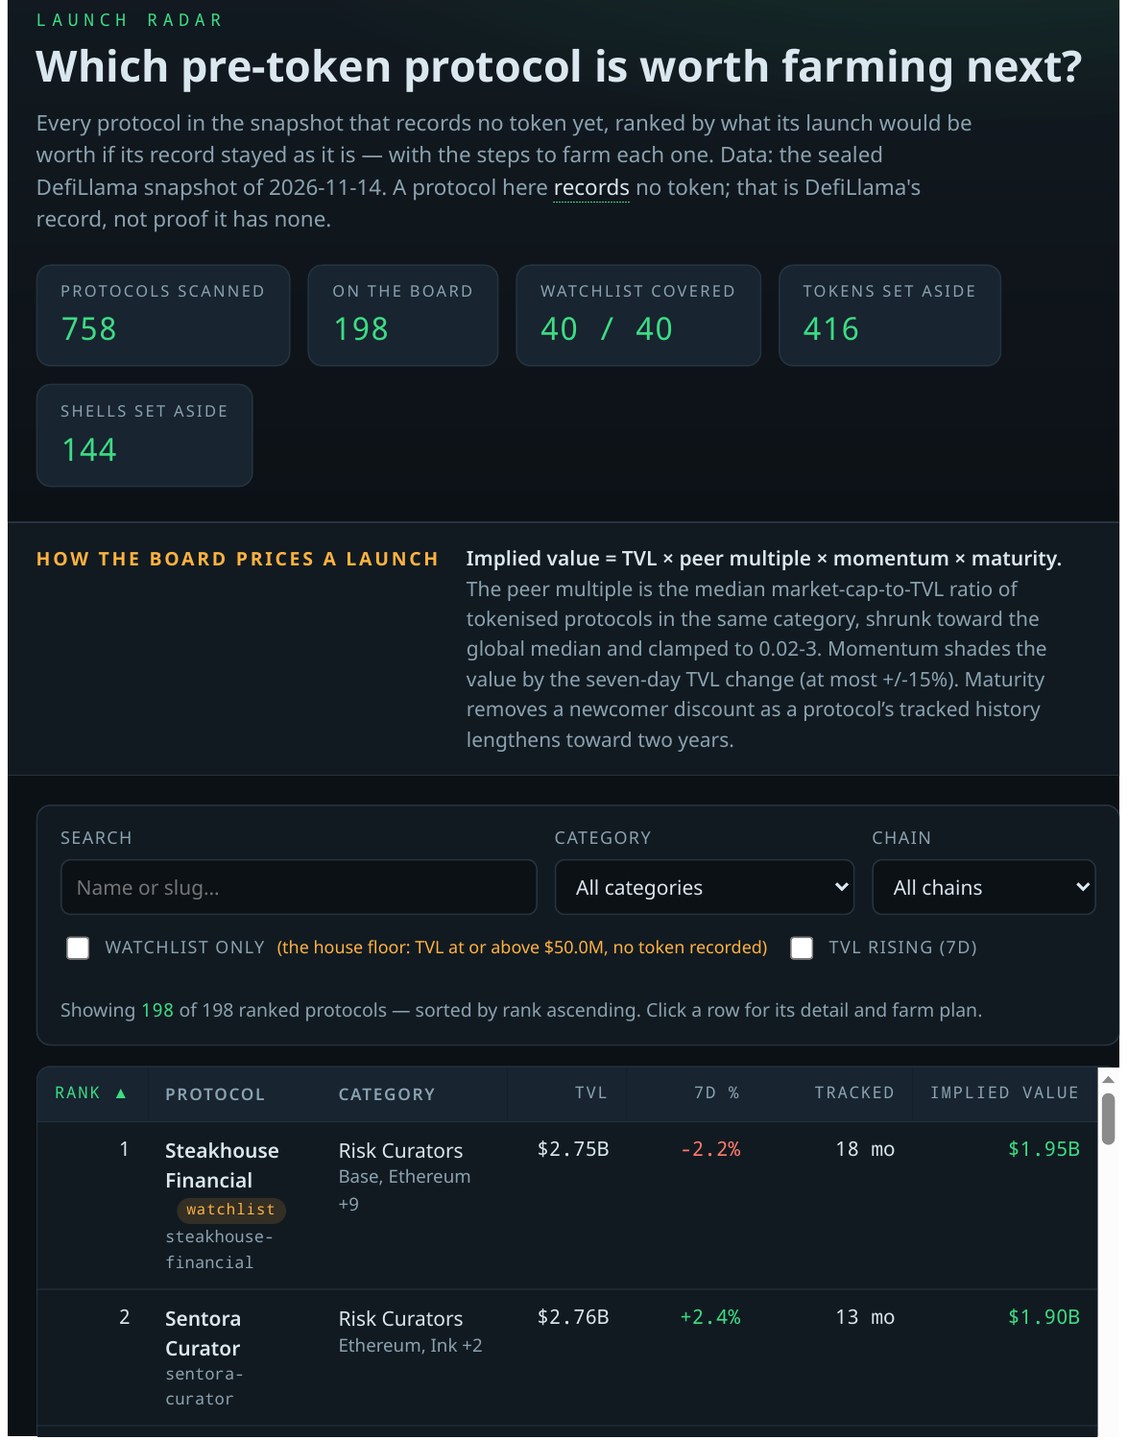 LAUNCH RADAR
Which pre-token protocol is worth farming next?
Every protocol in the snapshot that records no token yet, ranked by what its launch would be
worth if its record stayed as it is — with the steps to farm each one. Data: the sealed
DefiLlama snapshot of 2026-11-14. A protocol here records no token; that is DefiLlama's
record, not proof it has none.
PROTOCOLS SCANNED
758
ON THE BOARD
198
WATCHLIST COVERED
40 / 40
TOKENS SET ASIDE
416
SHELLS SET ASIDE
144
HOW THE BOARD PRICES A LAUNCH
Implied value = TVL × peer multiple × momentum × maturity.
The peer multiple is the median market-cap-to-TVL ratio of
tokenised protocols in the same category, shrunk toward the
global median and clamped to 0.02-3. Momentum shades the
value by the seven-day TVL change (at most +/-15%). Maturity
removes a newcomer discount as a protocol’s tracked history
lengthens toward two years.
SEARCH
Name or slug...
CATEGORY
All categories
CHAIN
All chains
WATCHLIST ONLY (the house floor: TVL at or above $50.0M, no token recorded)
TVL RISING (7D)
Showing 198 of 198 ranked protocols — sorted by rank ascending. Click a row for its detail and farm plan.
RANK ▲ PROTOCOL CATEGORY TVL 7D % TRACKED IMPLIED VALUE
1 Steakhouse Risk Curators $2.75B -2.2% 18 mo $1.95B
Financial Base, Ethereum
watchlist +9
steakhouse-
financial
2 Sentora Risk Curators $2.76B +2.4% 13 mo $1.90B
Curator Ethereum, Ink +2
sentora-
curator